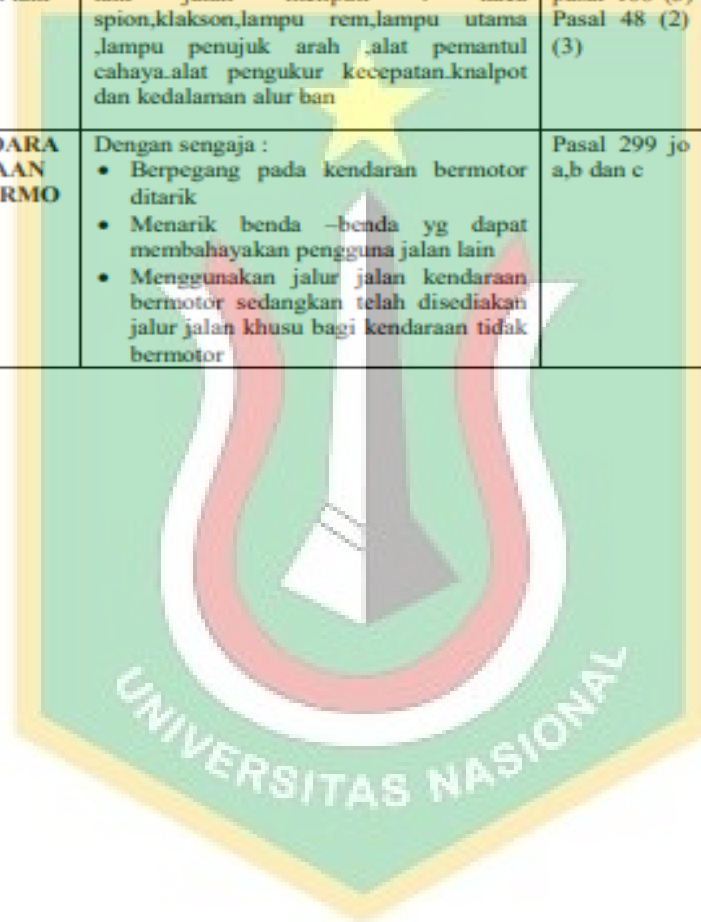 spion,klakson,lampu rem,lampu utama
,lampu penujuk arah ,alat pemantul
cahaya.alat pengukur kecepatan.knalpot
dan kedalaman alur ban
Pasal 48 (2)
(3)
DARA
AAN
RMO
Dengan sengaja :
• Berpegang pada kendaran bermotor
ditarik
• Menarik benda –benda yg dapat
membahayakan pengguna jalan lain
• Menggunakan jalur jalan kendaraan
bermotor sedangkan telah disediakan
jalur jalan khusu bagi kendaraan tidak
bermotor
Pasal 299 jo
a,b dan c
UNIVERSITAS NASIONAL